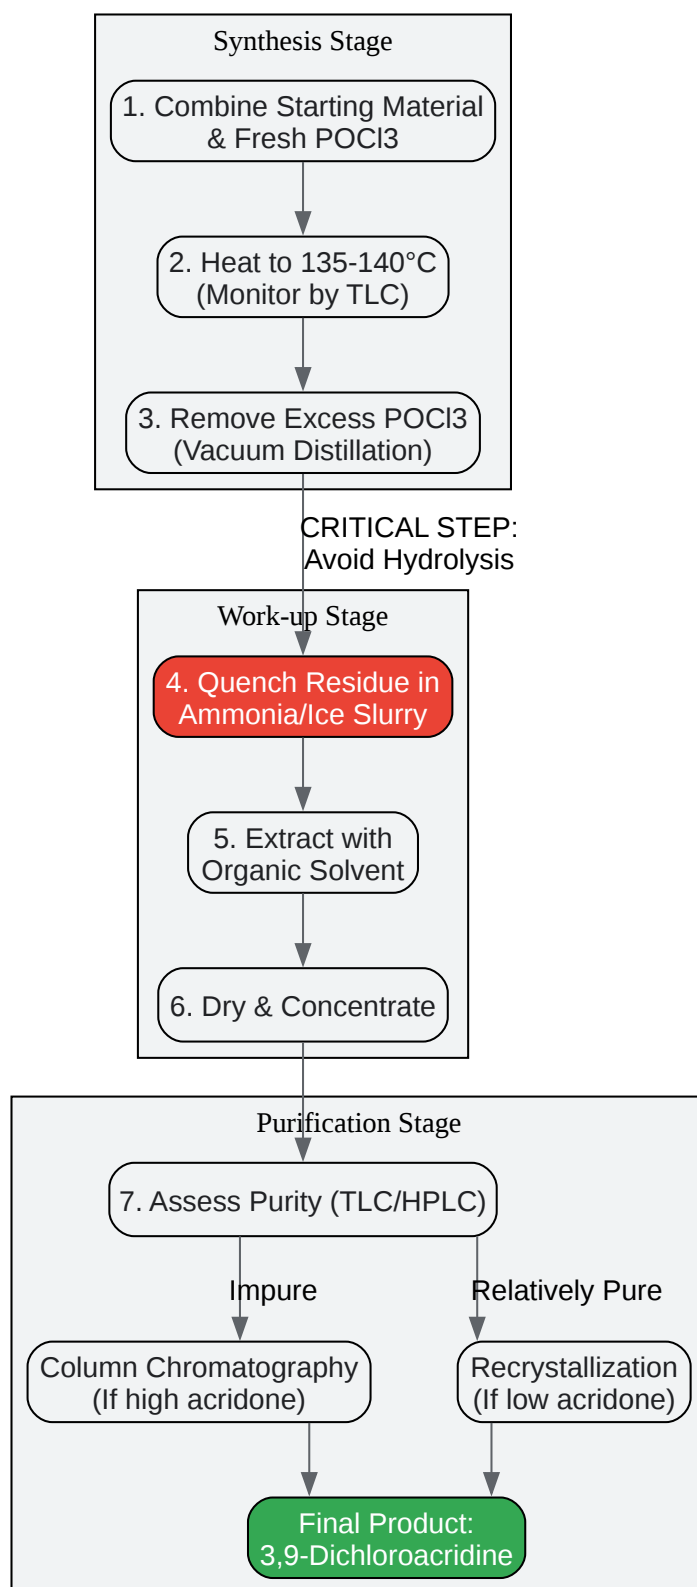 Synthesis Stage
1. Combine Starting Material
& Fresh POCl3
2. Heat to 135-140°C
(Monitor by TLC)
3. Remove Excess POCl3
(Vacuum Distillation)
CRITICAL STEP:
Avoid Hydrolysis
Work-up Stage
4. Quench Residue in
Ammonia/Ice Slurry
5. Extract with
Organic Solvent
6. Dry & Concentrate
Purification Stage
7. Assess Purity (TLC/HPLC)
Impure
Relatively Pure
Column Chromatography
(If high acridone)
Recrystallization
(If low acridone)
Final Product:
3,9-Dichloroacridine